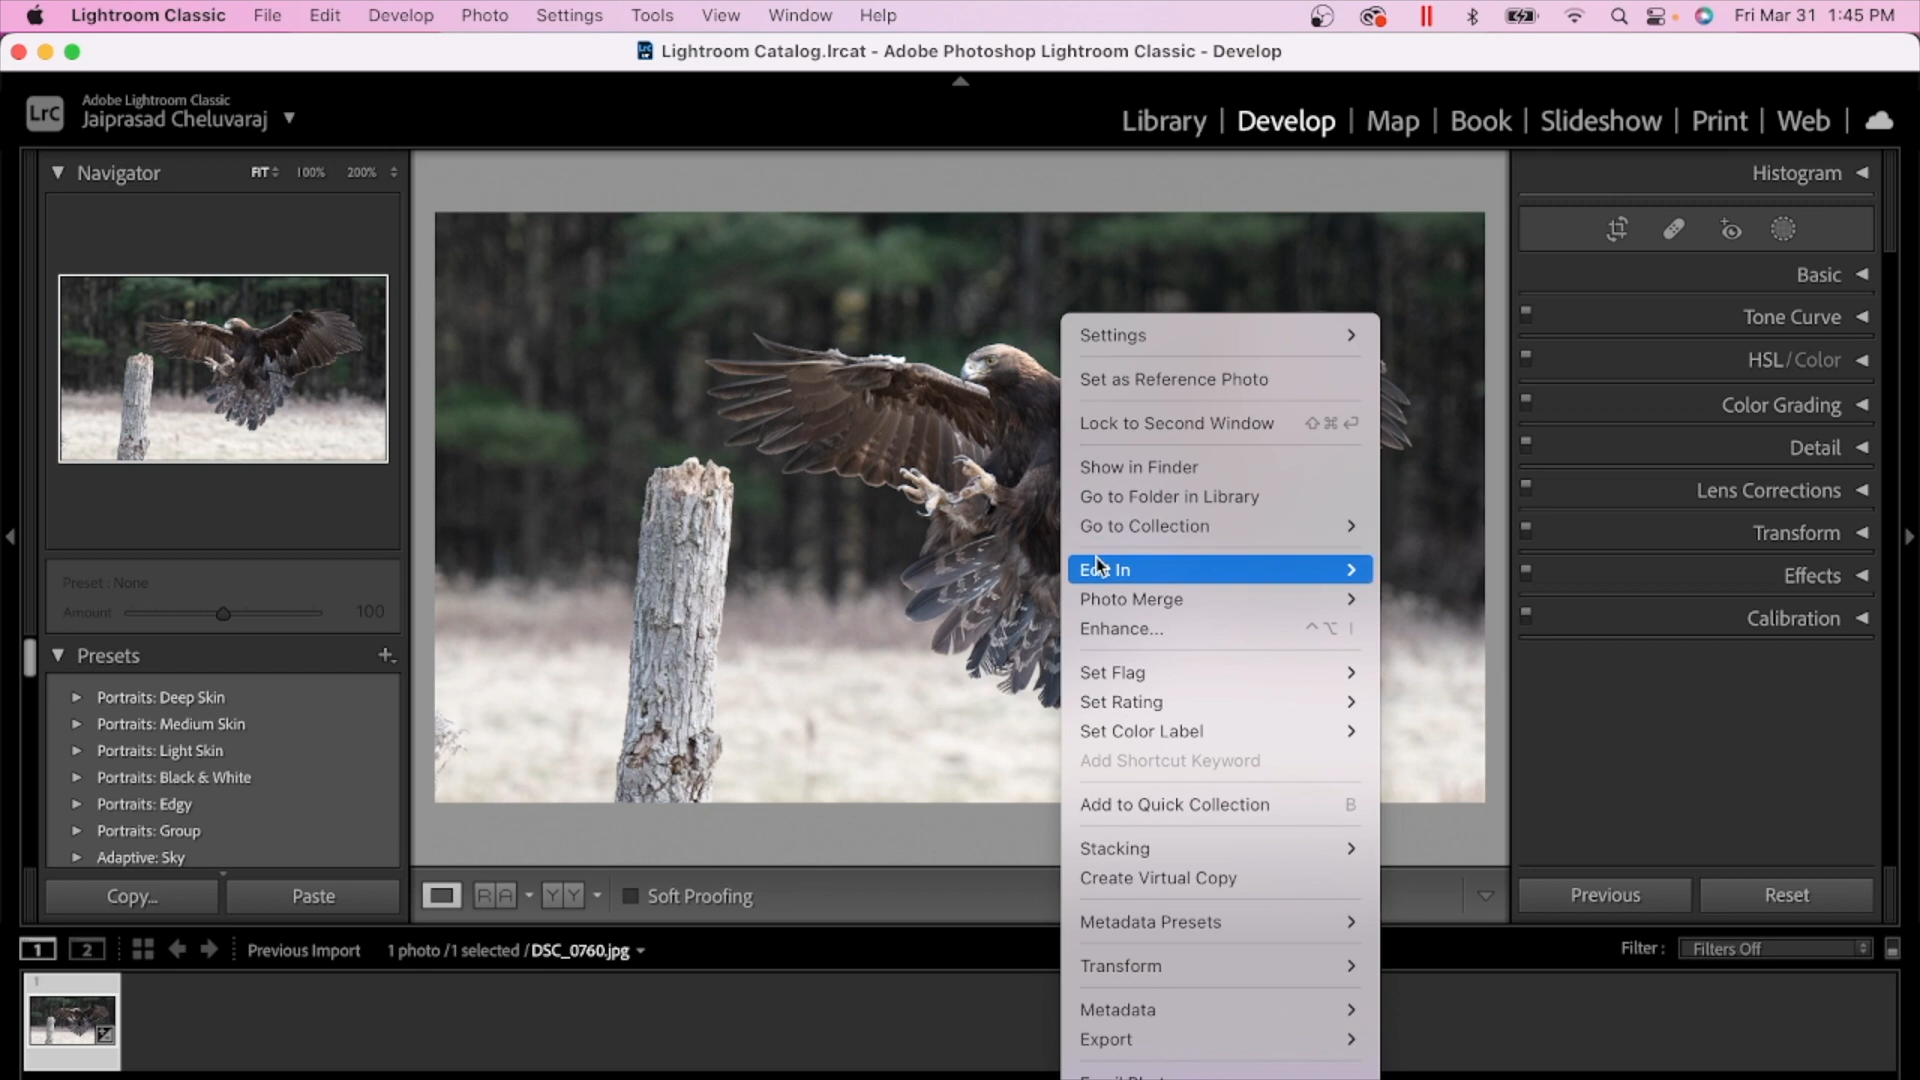 Lightroom Classic File Edit Develop Photo Settings Tools View Window Help Fri Mar 31 1:45 PM
LrC Lightroom Catalog.lrcat - Adobe Photoshop Lightroom Classic - Develop
LrC Adobe Lightroom Classic
Jaiprasad Cheluvaraj
Library | Develop | Map | Book | Slideshow | Print | Web |
Navigator FIT 100% 200%
Preset : None
Amount 100
Presets
Portraits: Deep Skin
Portraits: Medium Skin
Portraits: Light Skin
Portraits: Black & White
Portraits: Edgy
Portraits: Group
Adaptive: Sky
Copy... Paste
Settings
Set as Reference Photo
Lock to Second Window ⇧⌘↩
Show in Finder
Go to Folder in Library
Go to Collection
In
Photo Merge
Enhance... ^⌥ I
Set Flag
Set Rating
Set Color Label
Add Shortcut Keyword
Add to Quick Collection B
Stacking
Create Virtual Copy
Metadata Presets
Transform
Metadata
Export
Histogram
Basic
Tone Curve
HSL / Color
Color Grading
Detail
Lens Corrections
Transform
Effects
Calibration
R A Y Y Soft Proofing
Previous Reset
1 2 Previous Import 1 photo /1 selected / DSC_0760.jpg
Filter : Filters Off
1